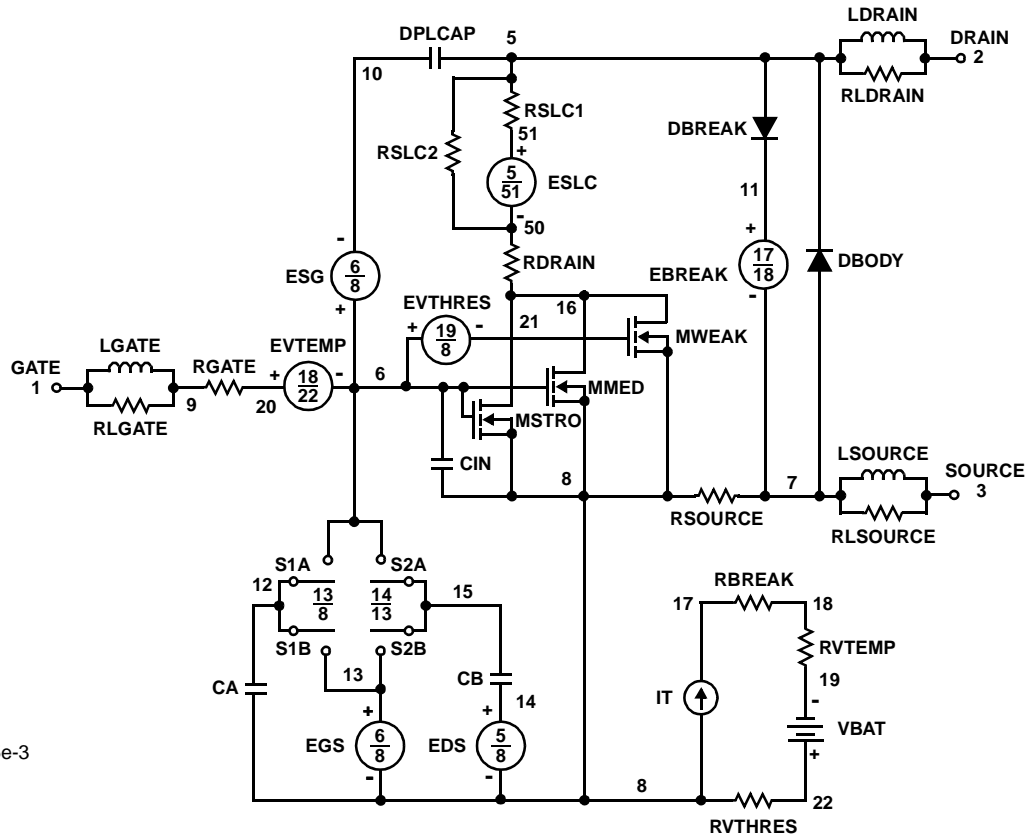 LDRAIN
DPLCAP 5 DRAIN
10 2
RLDRAIN
RSLC1
DBREAK
51
+
RSLC2
5
51
ESLC
11
-
50
+
-
RDRAIN
17
18
DBODY
6
8
ESG
EBREAK
EVTHRES
16
-
+
+ 19
8 - 21
MWEAK
LGATE
EVTEMP
GATE
1
RGATE
+ 18
22 - 6
MMED
9 20
MSTRO
RLGATE
LSOURCE
CIN
8 7
SOURCE
3
RSOURCE
RLSOURCE
S1A S2A
12
13
8
14
13
15
RBREAK
17 18
S1B S2B
RVTEMP
13
CB
19
CA
14
IT
-
+ +
VBAT
EGS 6
8
EDS 5
8
+
e-3
- -
8
22
RVTHRES